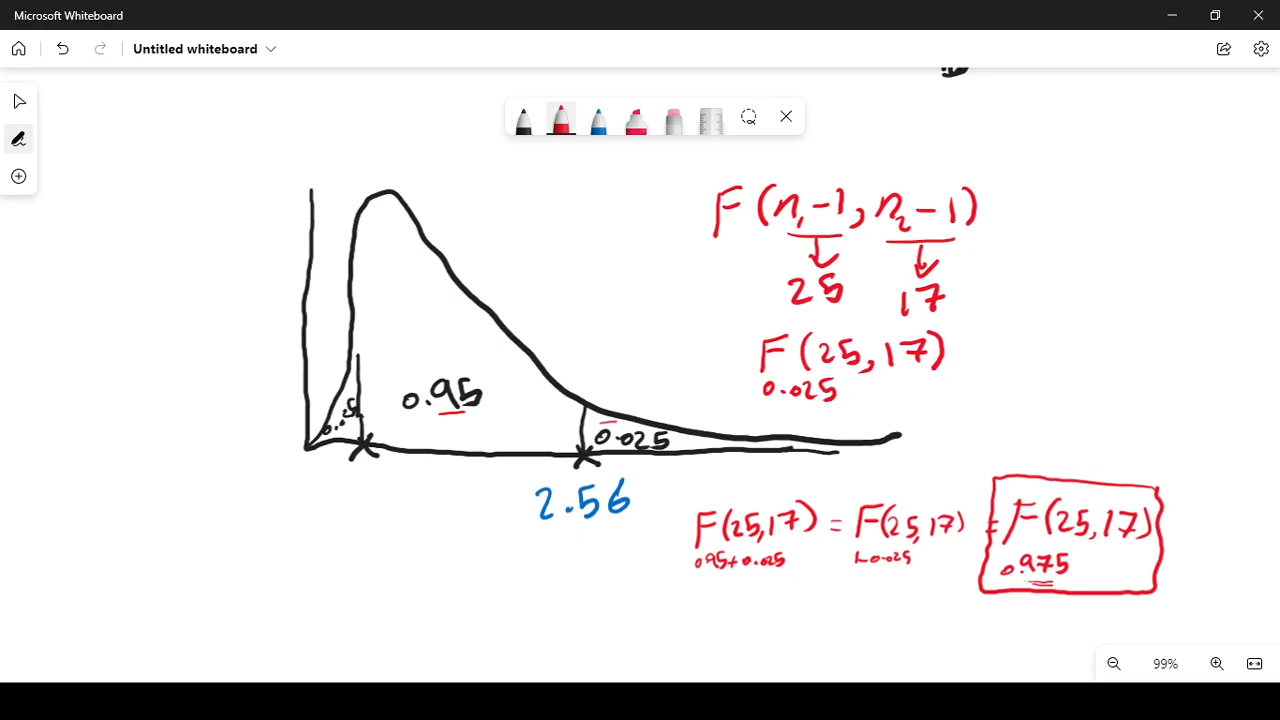 Microsoft Whiteboard
Untitled whiteboard
F(n₁-1, n₂-1)
25 17
F(25,17)
0.025
0.95
0.025
2.56
F(25,17) = F(25,17) = F(25,17)
0.95+0.025 1-0.025 0.975
99%